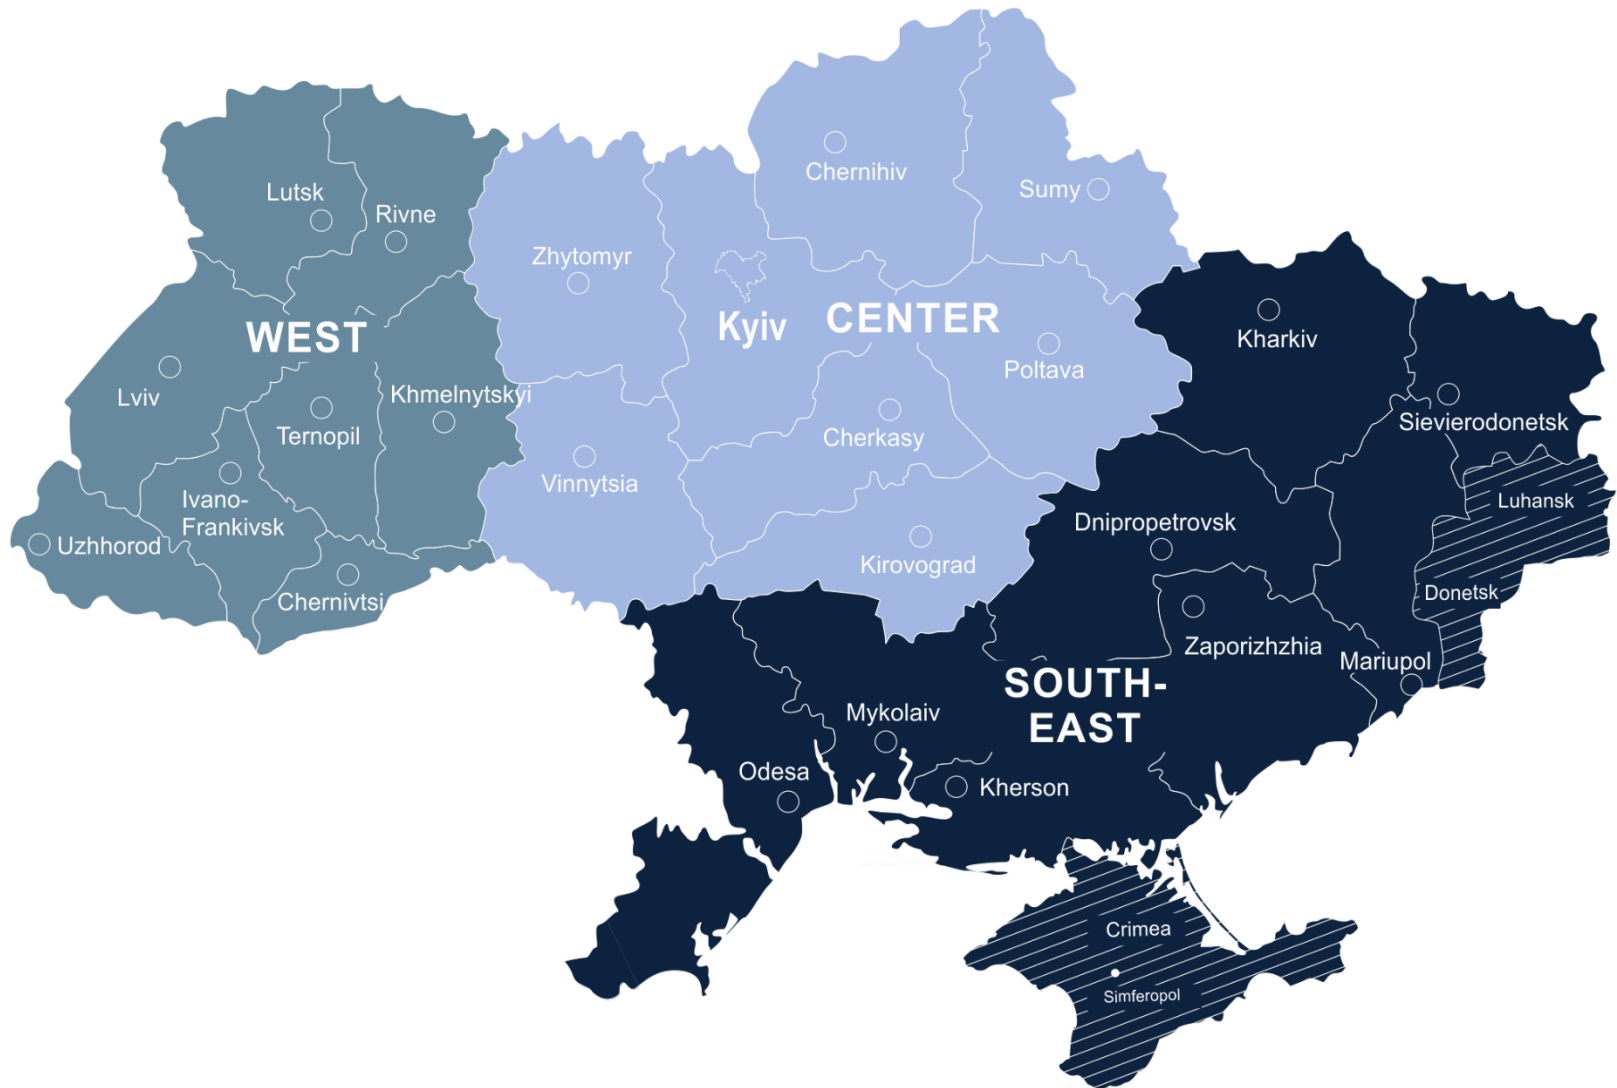 Chernihiv
Sumy
Lutsk
Rivne
Zhytomyr
WEST
Kyiv
CENTER
Kharkiv
Lviv
Khmelnytskyi
Poltava
Ternopil
Cherkasy
Sievierodonetsk
Vinnytsia
Ivano-
Frankivsk
Luhansk
Dnipropetrovsk
Uzhhorod
Kirovograd
Chernivtsi
Donetsk
Zaporizhzhia
Mariupol
SOUTH-
EAST
Mykolaiv
Odesa
Kherson
Crimea
Simferopol